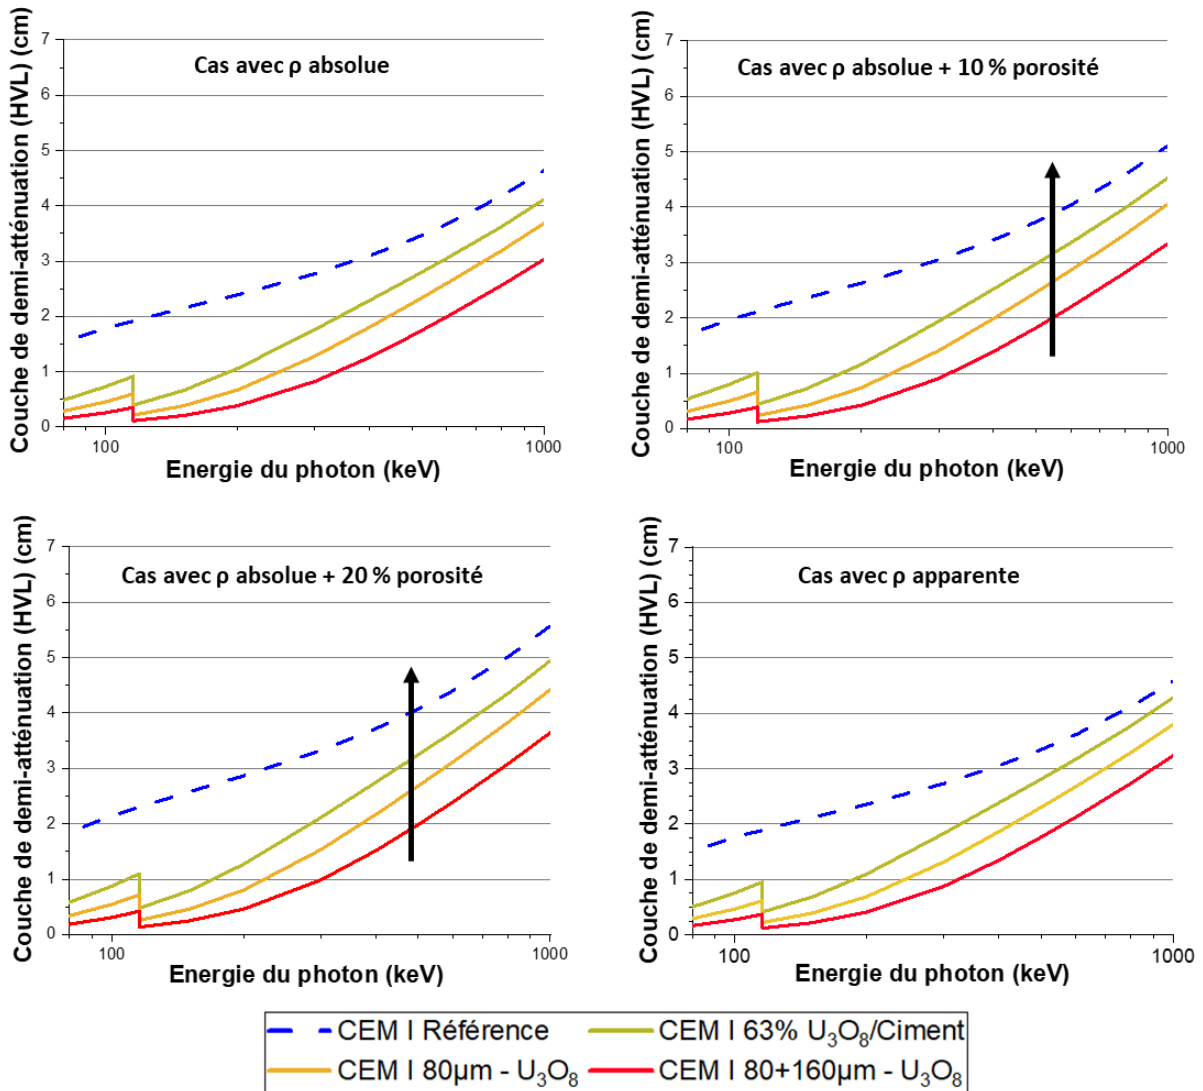 Couche de demi-atténuation (HVL) (cm)
7
6
5
4
3
2
1
0
Cas avec ρ absolue
100
1000
Energie du photon (keV)
Couche de demi-atténuation (HVL) (cm)
7
6
5
4
3
2
1
0
Cas avec ρ absolue + 10 % porosité
100
1000
Energie du photon (keV)
Couche de demi-atténuation (HVL) (cm)
7
6
5
4
3
2
1
0
Cas avec ρ absolue + 20 % porosité
100
1000
Energie du photon (keV)
Couche de demi-atténuation (HVL) (cm)
7
6
5
4
3
2
1
0
Cas avec ρ apparente
100
1000
Energie du photon (keV)
CEM I Référence CEM I 63% U₃O₈/Ciment
CEM I 80µm - U₃O₈ CEM I 80+160µm - U₃O₈